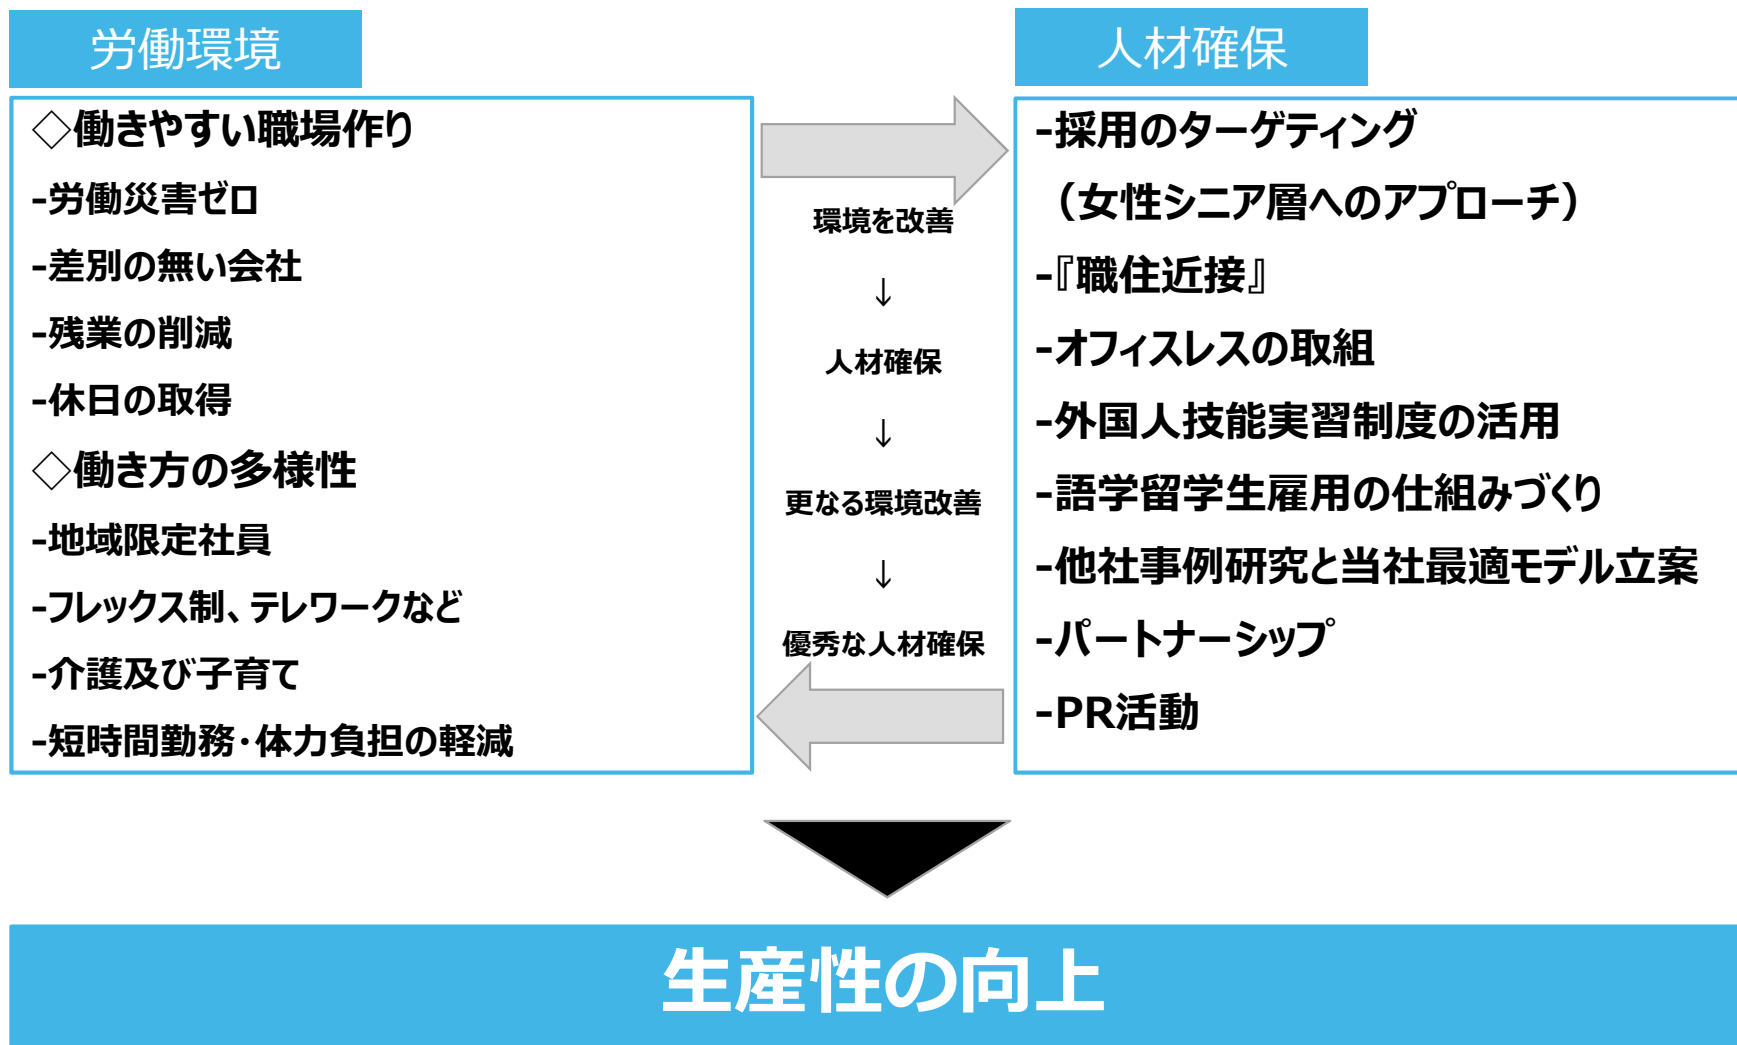 労働環境
◇働きやすい職場作り
-労働災害ゼロ
-差別の無い会社
-残業の削減
-休日の取得
◇働き方の多様性
-地域限定社員
-フレックス制、テレワークなど
-介護及び子育て
-短時間勤務・体力負担の軽減
環境を改善
↓
人材確保
↓
更なる環境改善
↓
優秀な人材確保
人材確保
-採用のターゲティング
（女性シニア層へのアプローチ）
-『職住近接』
-オフィスレスの取組
-外国人技能実習制度の活用
-語学留学生雇用の仕組みづくり
-他社事例研究と当社最適モデル立案
-パートナーシップ
-PR活動
生産性の向上